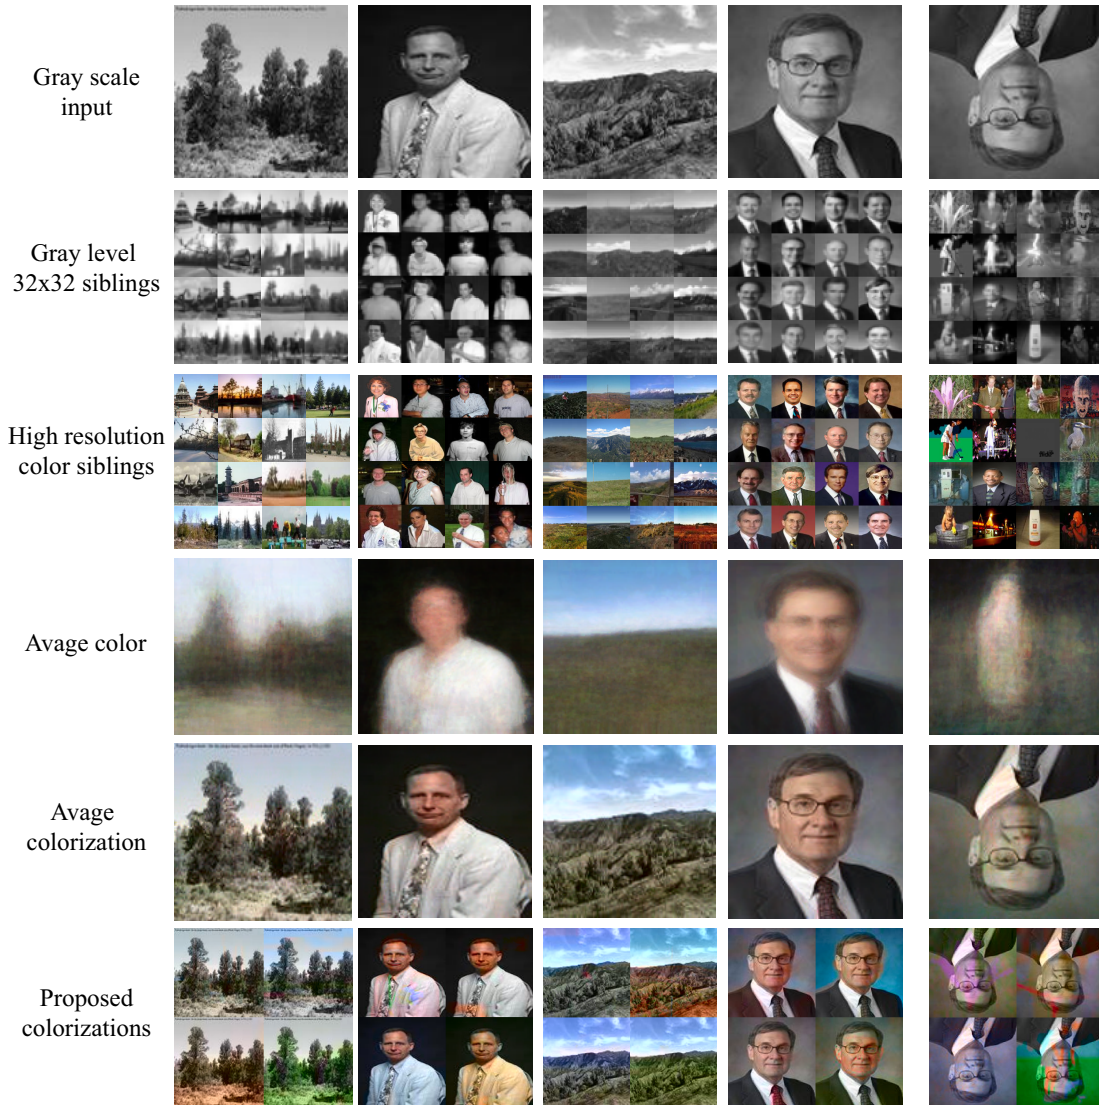 Gray scale
input
Gray level
32x32 siblings
High resolution
color siblings
Avage color
Avage
colorization
Proposed
colorizations